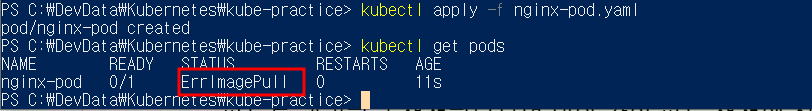 PS C:₩DevData₩Kubernetes₩kube-practice> kubectl apply -f nginx-pod.yaml
pod/nginx-pod created
PS C:₩DevData₩Kubernetes₩kube-practice> kubectl get pods
NAME READY STATUS RESTARTS AGE
nginx-pod 0/1 ErrImagePull 0 11s
PS C:₩DevData₩Kubernetes₩kube-practice>